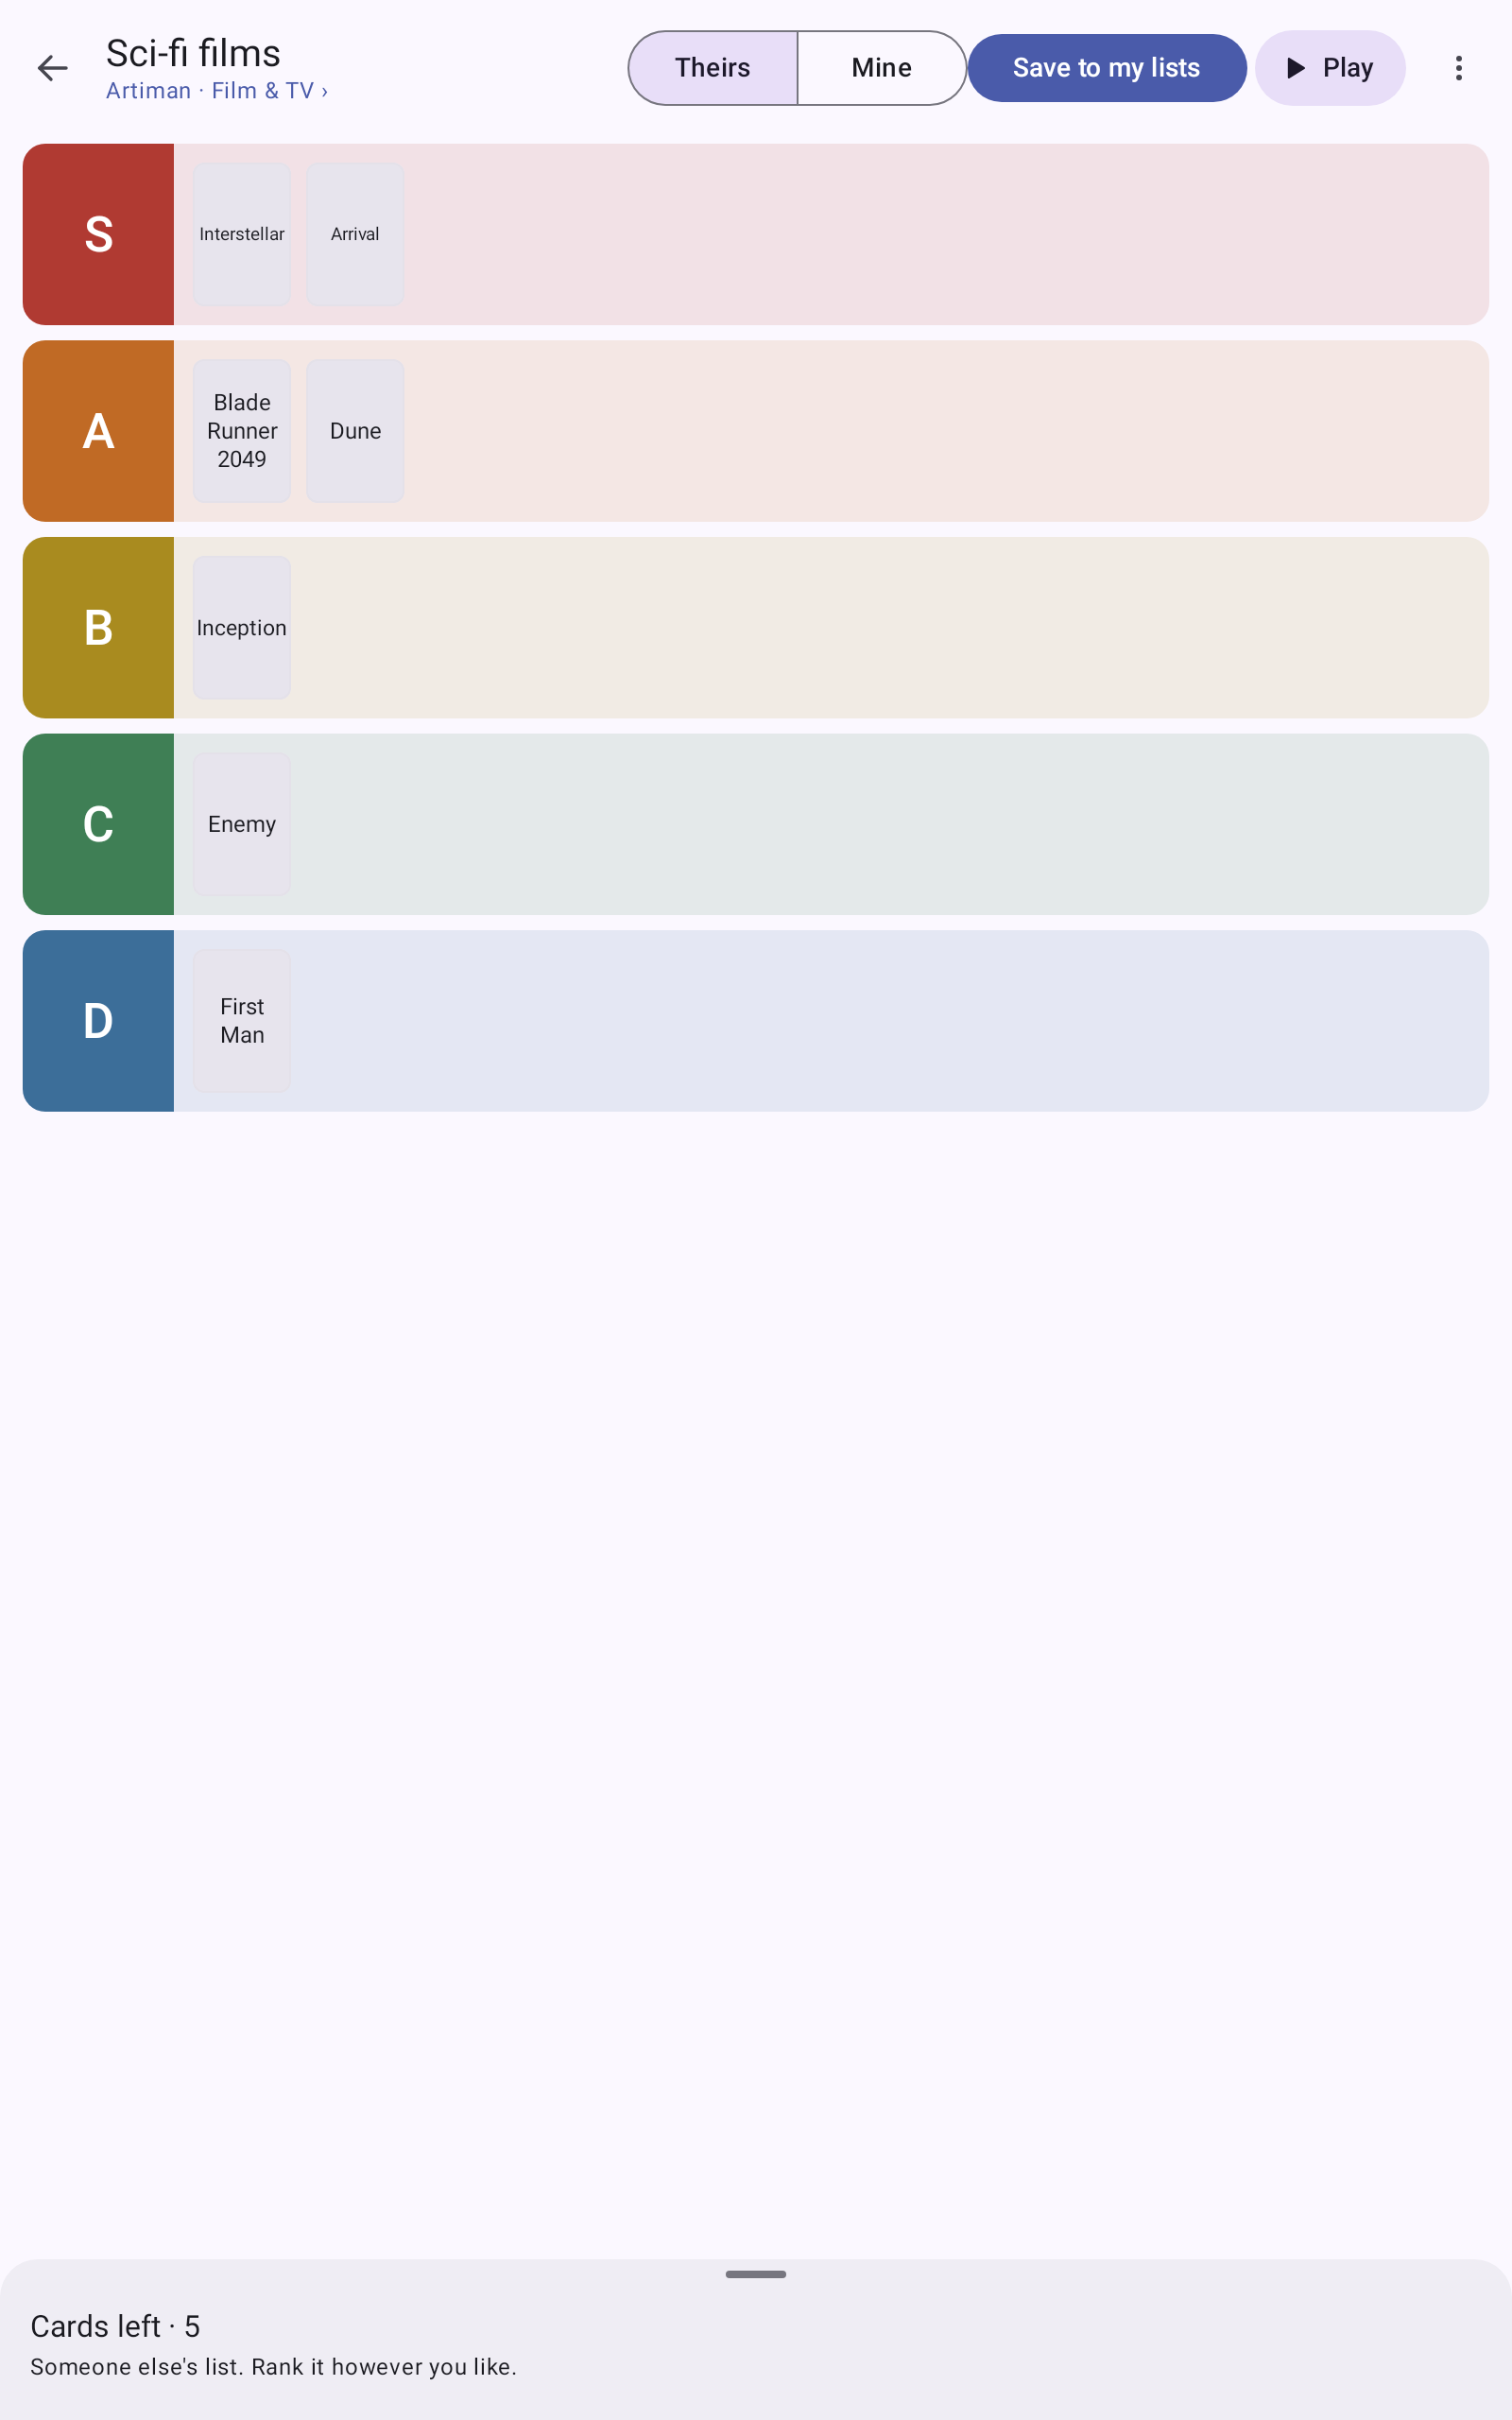 Sci-fi films
Artiman · Film & TV ›
Theirs
Mine
Save to my lists
Play
S
Interstellar
Arrival
A
Blade
Runner
2049
Dune
B
Inception
C
Enemy
D
First
Man
Cards left · 5
Someone else's list. Rank it however you like.